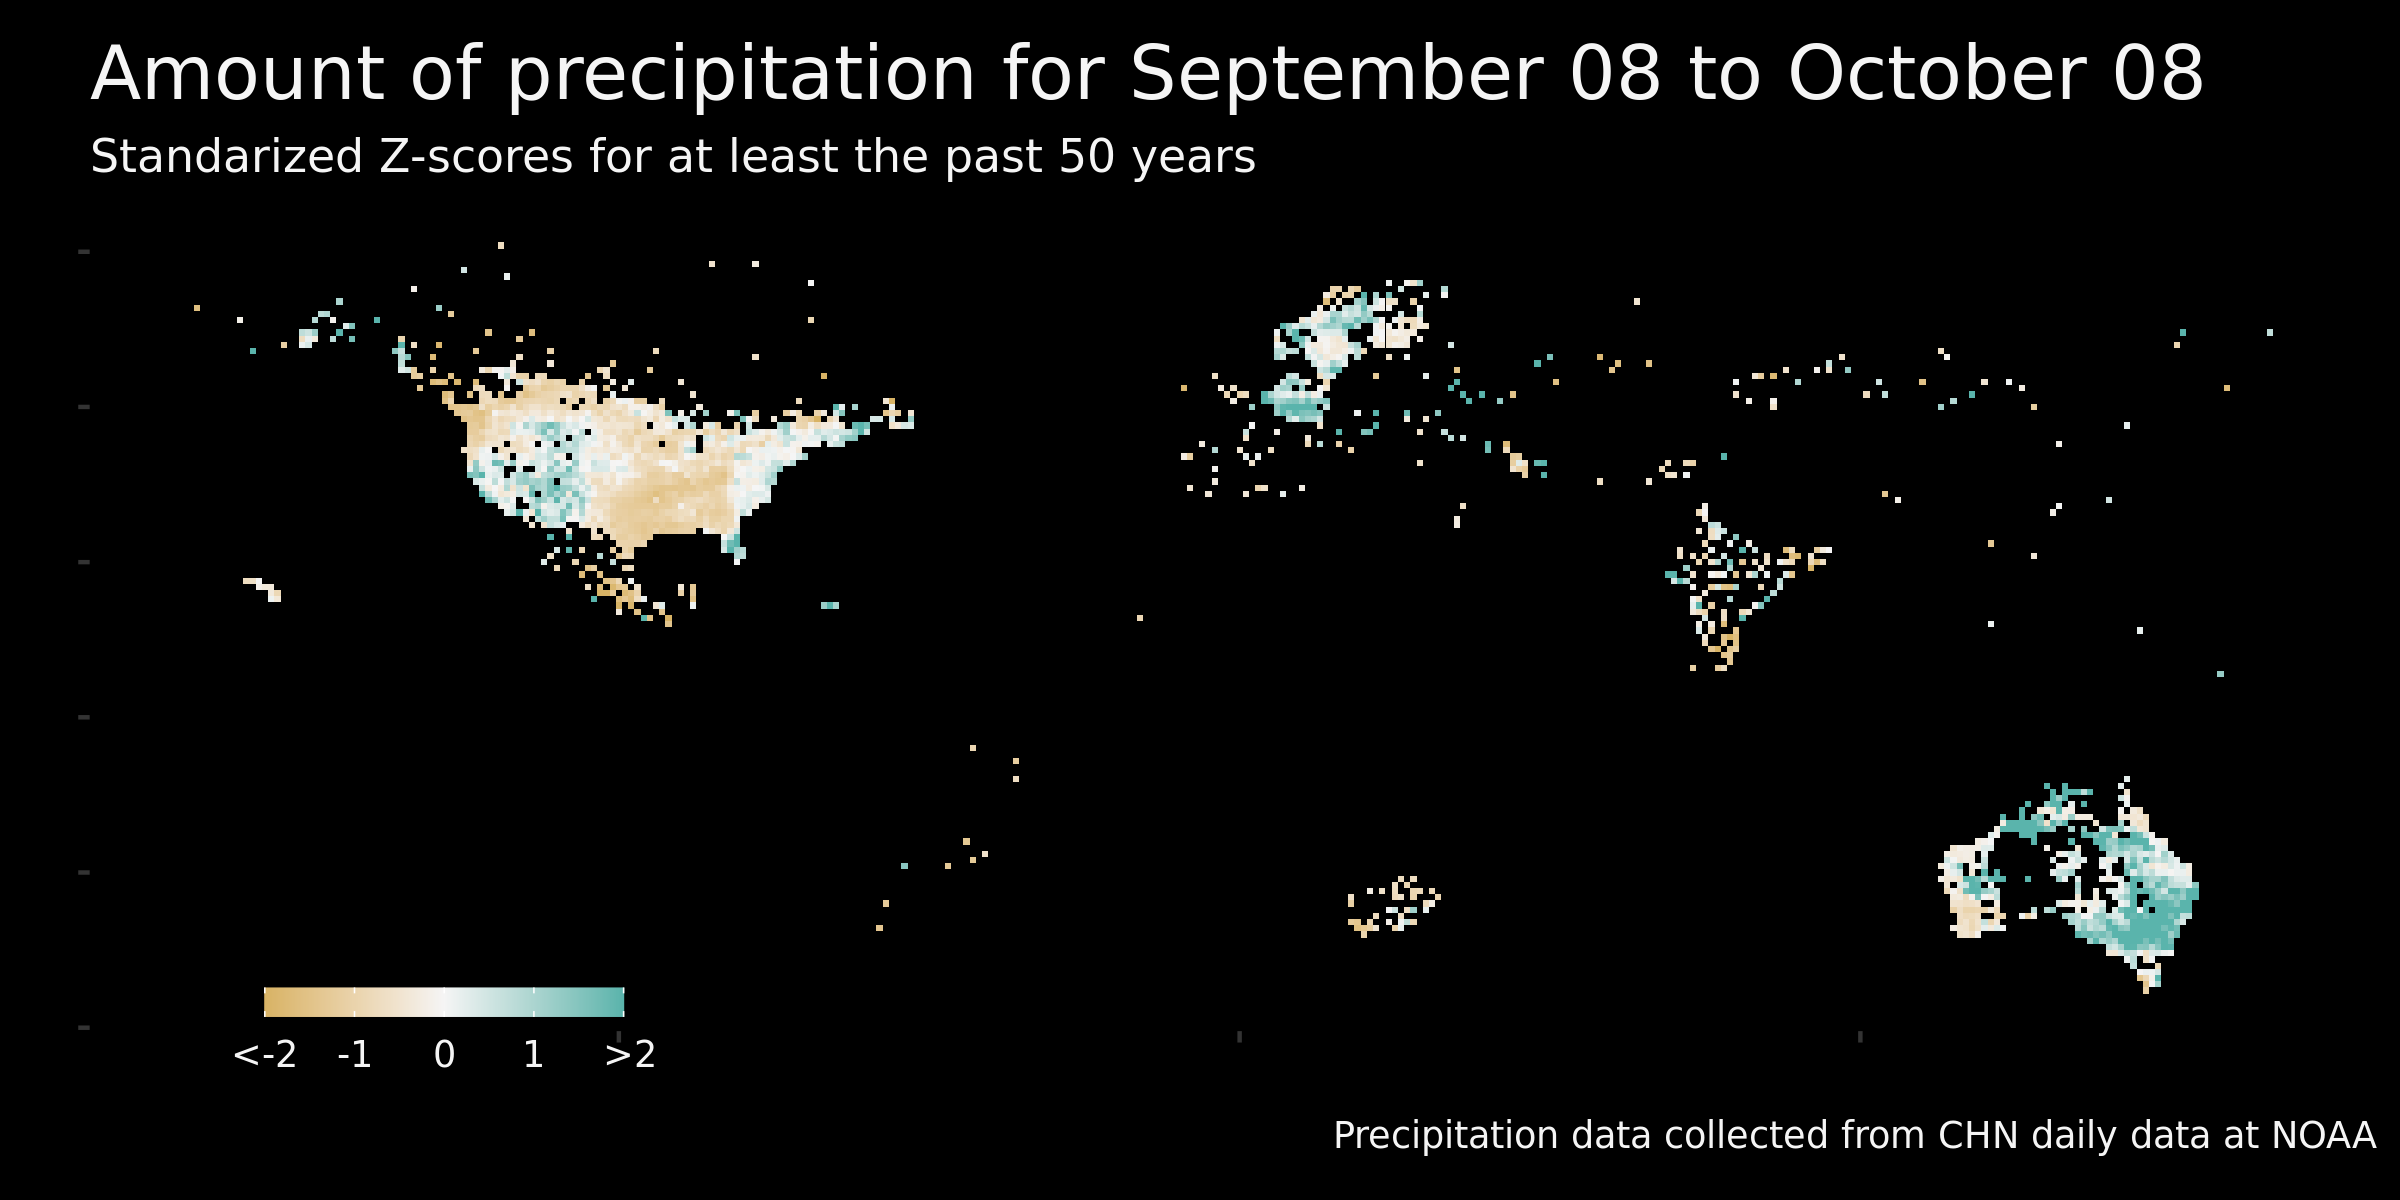 Amount of precipitation for September 08 to October 08
Standarized Z-scores for at least the past 50 years
<-2 -1 0 1 >2
Precipitation data collected from CHN daily data at NOAA